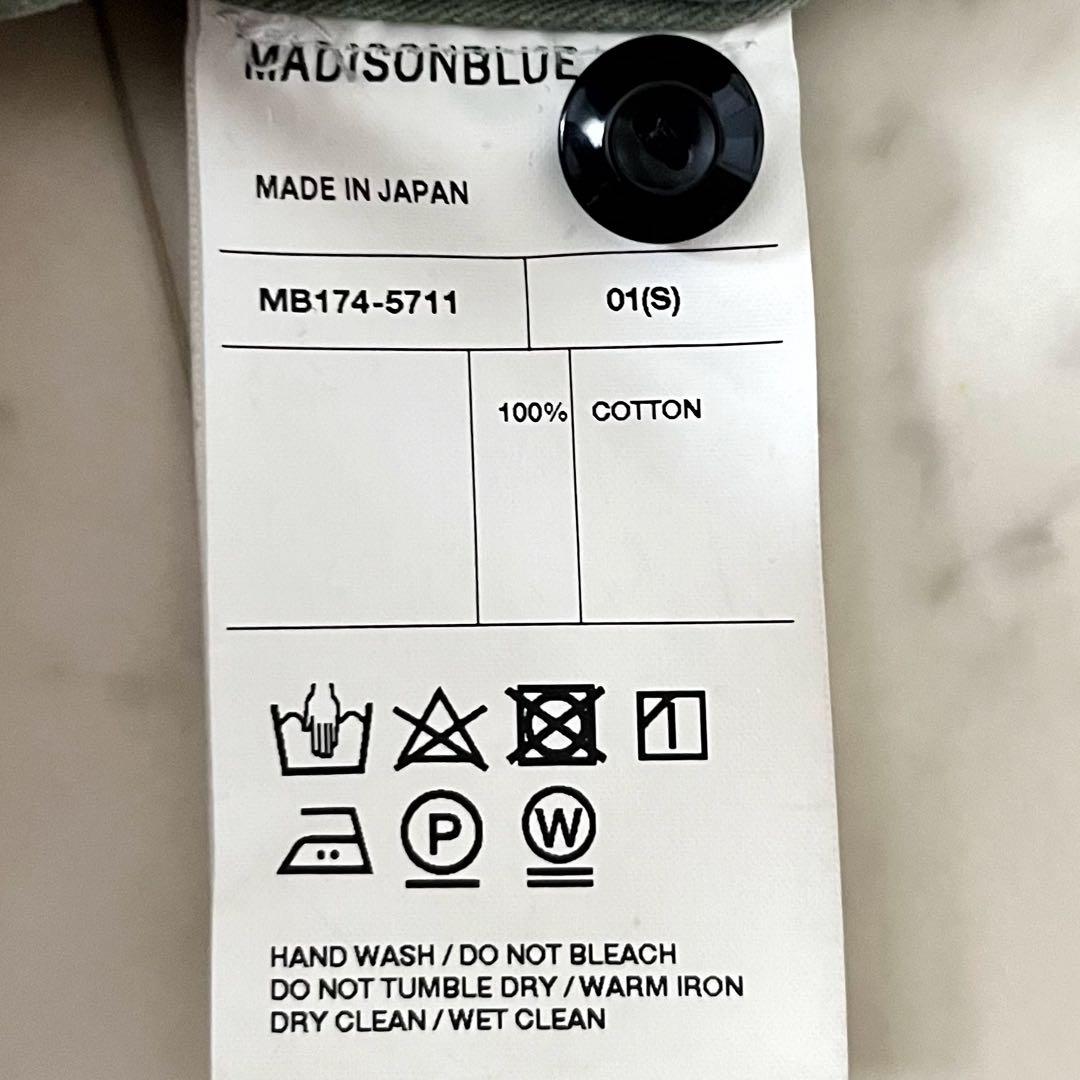 MADISONBLUE
MADE IN JAPAN
MB174-5711 01(S)
100% COTTON
P W
HAND WASH / DO NOT BLEACH
DO NOT TUMBLE DRY / WARM IRON
DRY CLEAN / WET CLEAN